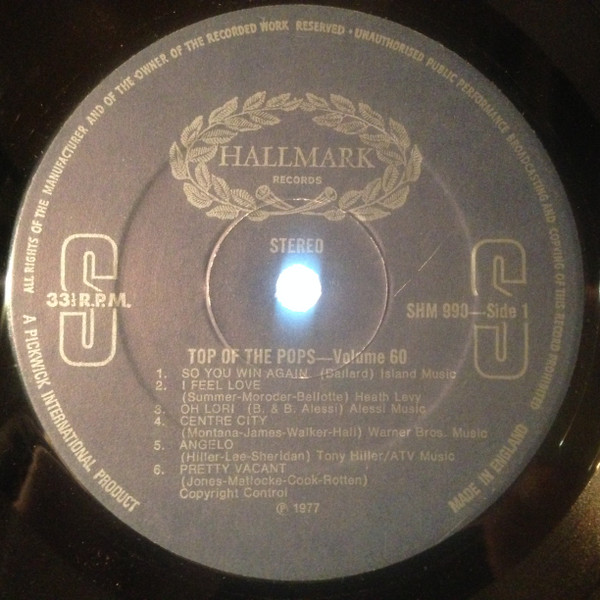 ALL RIGHTS OF THE MANUFACTURER AND OF THE OWNER OF THE RECORDED WORK RESERVED · UNAUTHORISED PUBLIC PERFORMANCE BROADCASTING AND COPYING OF THIS RECORD PROHIBITED
HALLMARK
RECORDS
STEREO
S S
33⅓ R.P.M.
SHM 990—Side 1
TOP OF THE POPS—Volume 60
1. SO YOU WIN AGAIN (Ballard) Island Music
2. I FEEL LOVE
(Summer-Moroder-Bellotte) Heath Levy
3. OH LORI (B. & B. Alessi) Alessi Music
4. CENTRE CITY
(Montana-James-Walker-Hall) Warner Bros. Music
5. ANGELO
(Hiller-Lee-Sheridan) Tony Hiller/ATV Music
6. PRETTY VACANT
(Jones-Matlocke-Cook-Rotten)
Copyright Control
℗ 1977
A PICKWICK INTERNATIONAL PRODUCT
MADE IN ENGLAND